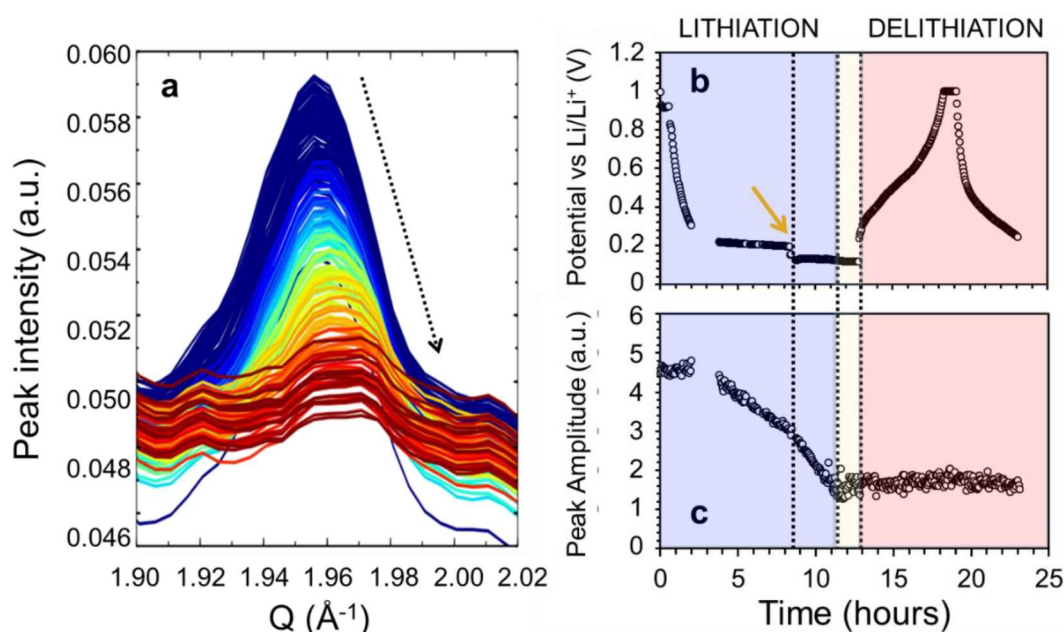 LITHIATION DELITHIATION
a
Peak intensity (a.u.)
0.060
0.058
0.056
0.054
0.052
0.050
0.048
0.046
1.90 1.92 1.94 1.96 1.98 2.00 2.02
Q (Å⁻¹)
b
Potential vs Li/Li⁺ (V)
1.2
1
0.8
0.6
0.4
0.2
0
c
Peak Amplitude (a.u.)
6
5
4
3
2
1
0
0 5 10 15 20 25
Time (hours)